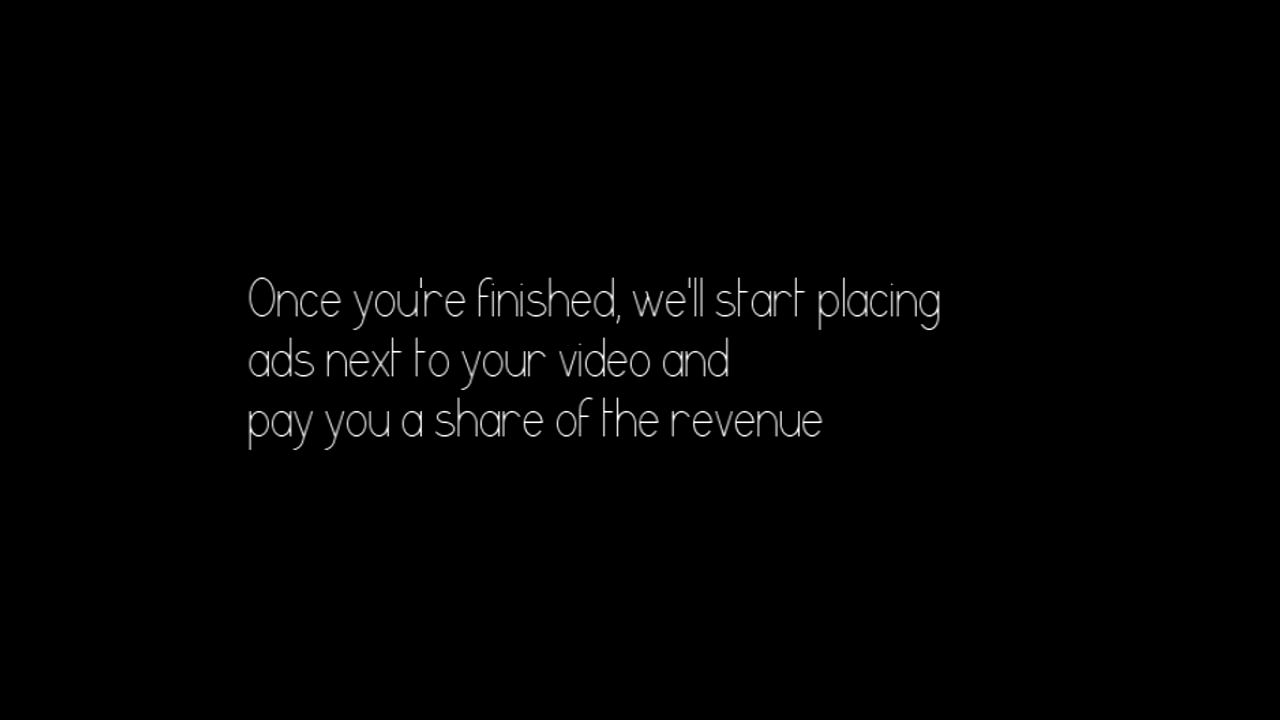 Once you're finished, we'll start placing
ads next to your video and
pay you a share of the revenue